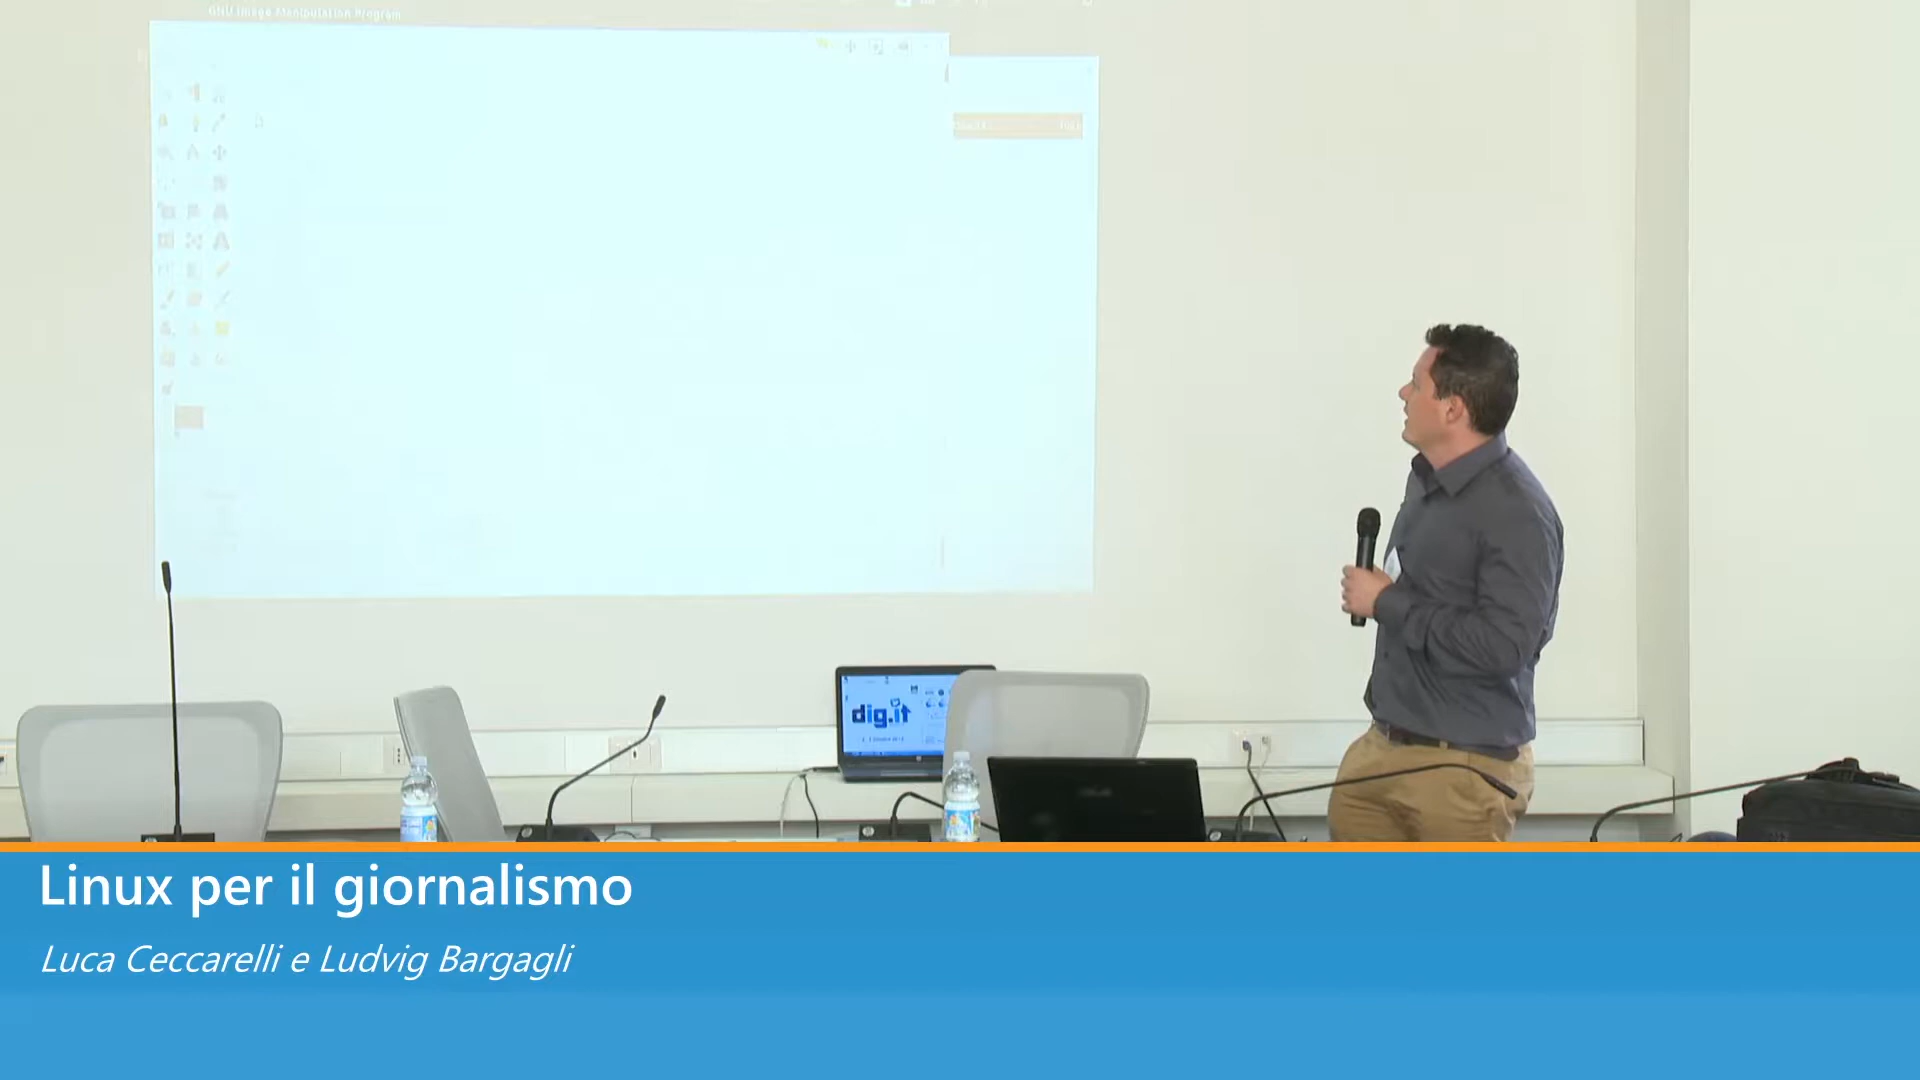 GNU Image Manipulation Program
dig.it
Linux per il giornalismo
Luca Ceccarelli e Ludvig Bargagli